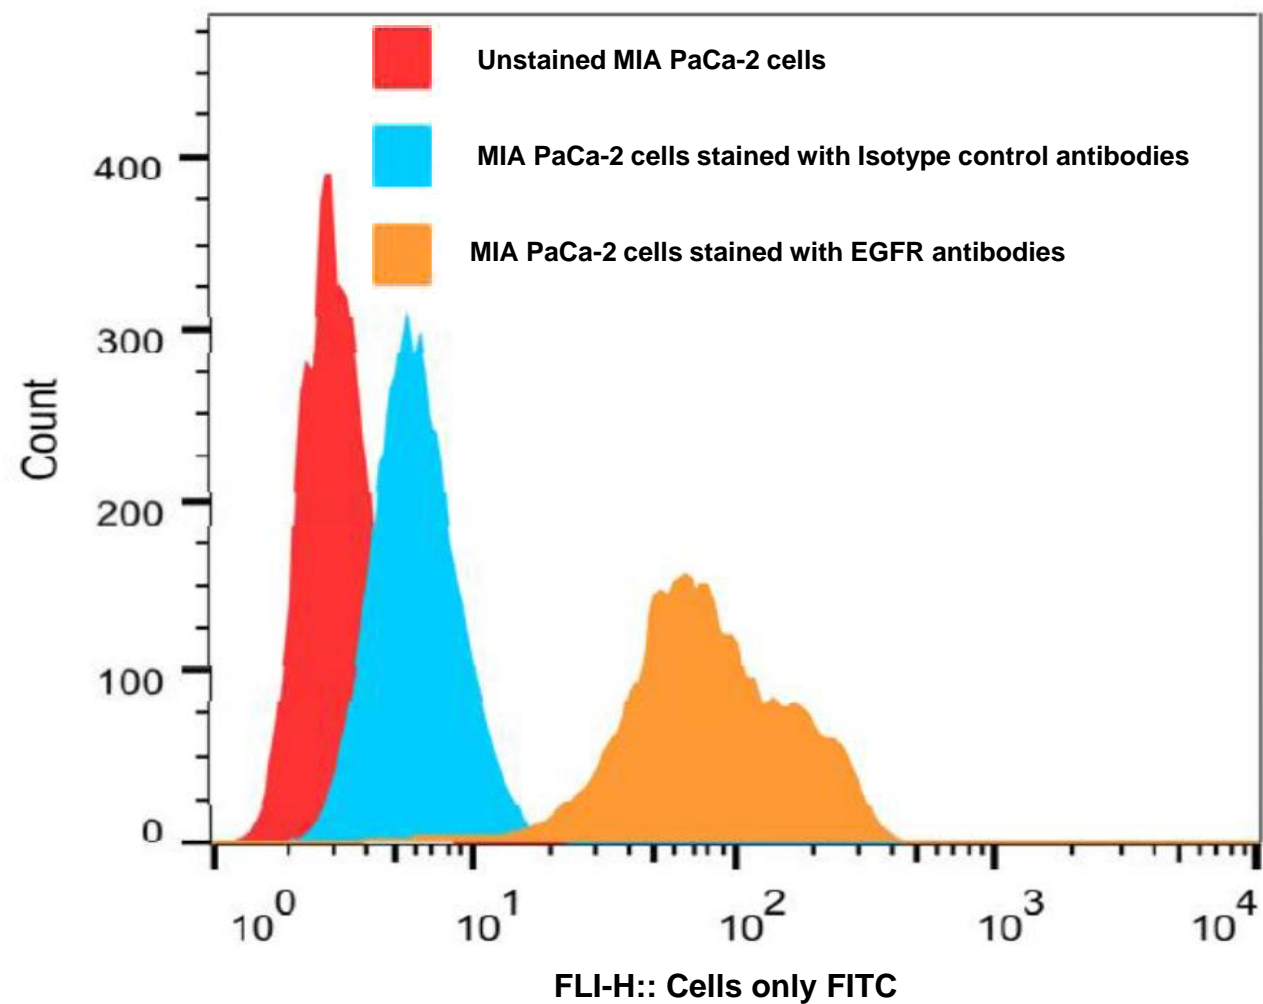 Unstained MIA PaCa-2 cells
MIA PaCa-2 cells stained with Isotype control antibodies
MIA PaCa-2 cells stained with EGFR antibodies
400
300
200
100
0
Count
10^0 10^1 10^2 10^3 10^4
FLI-H:: Cells only FITC